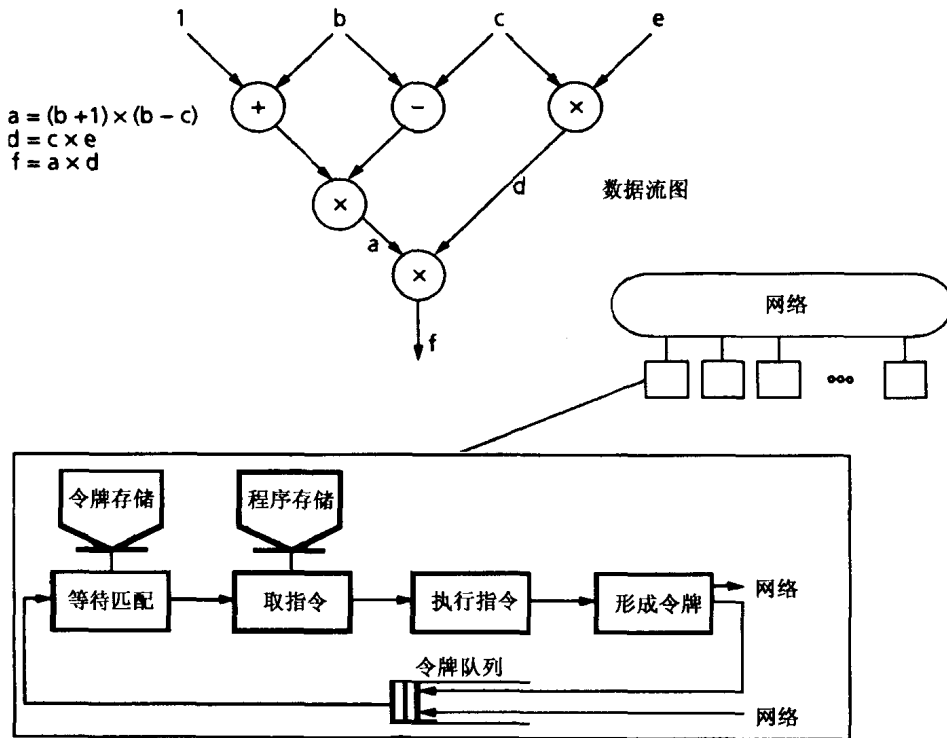 1 b c e
+ - ×
a = (b +1) × (b – c)
d = c × e
f = a × d
×
d
数据流图
a
×
f
网络
令牌存储
程序存储
等待匹配
取指令
执行指令
形成令牌
网络
令牌队列
网络